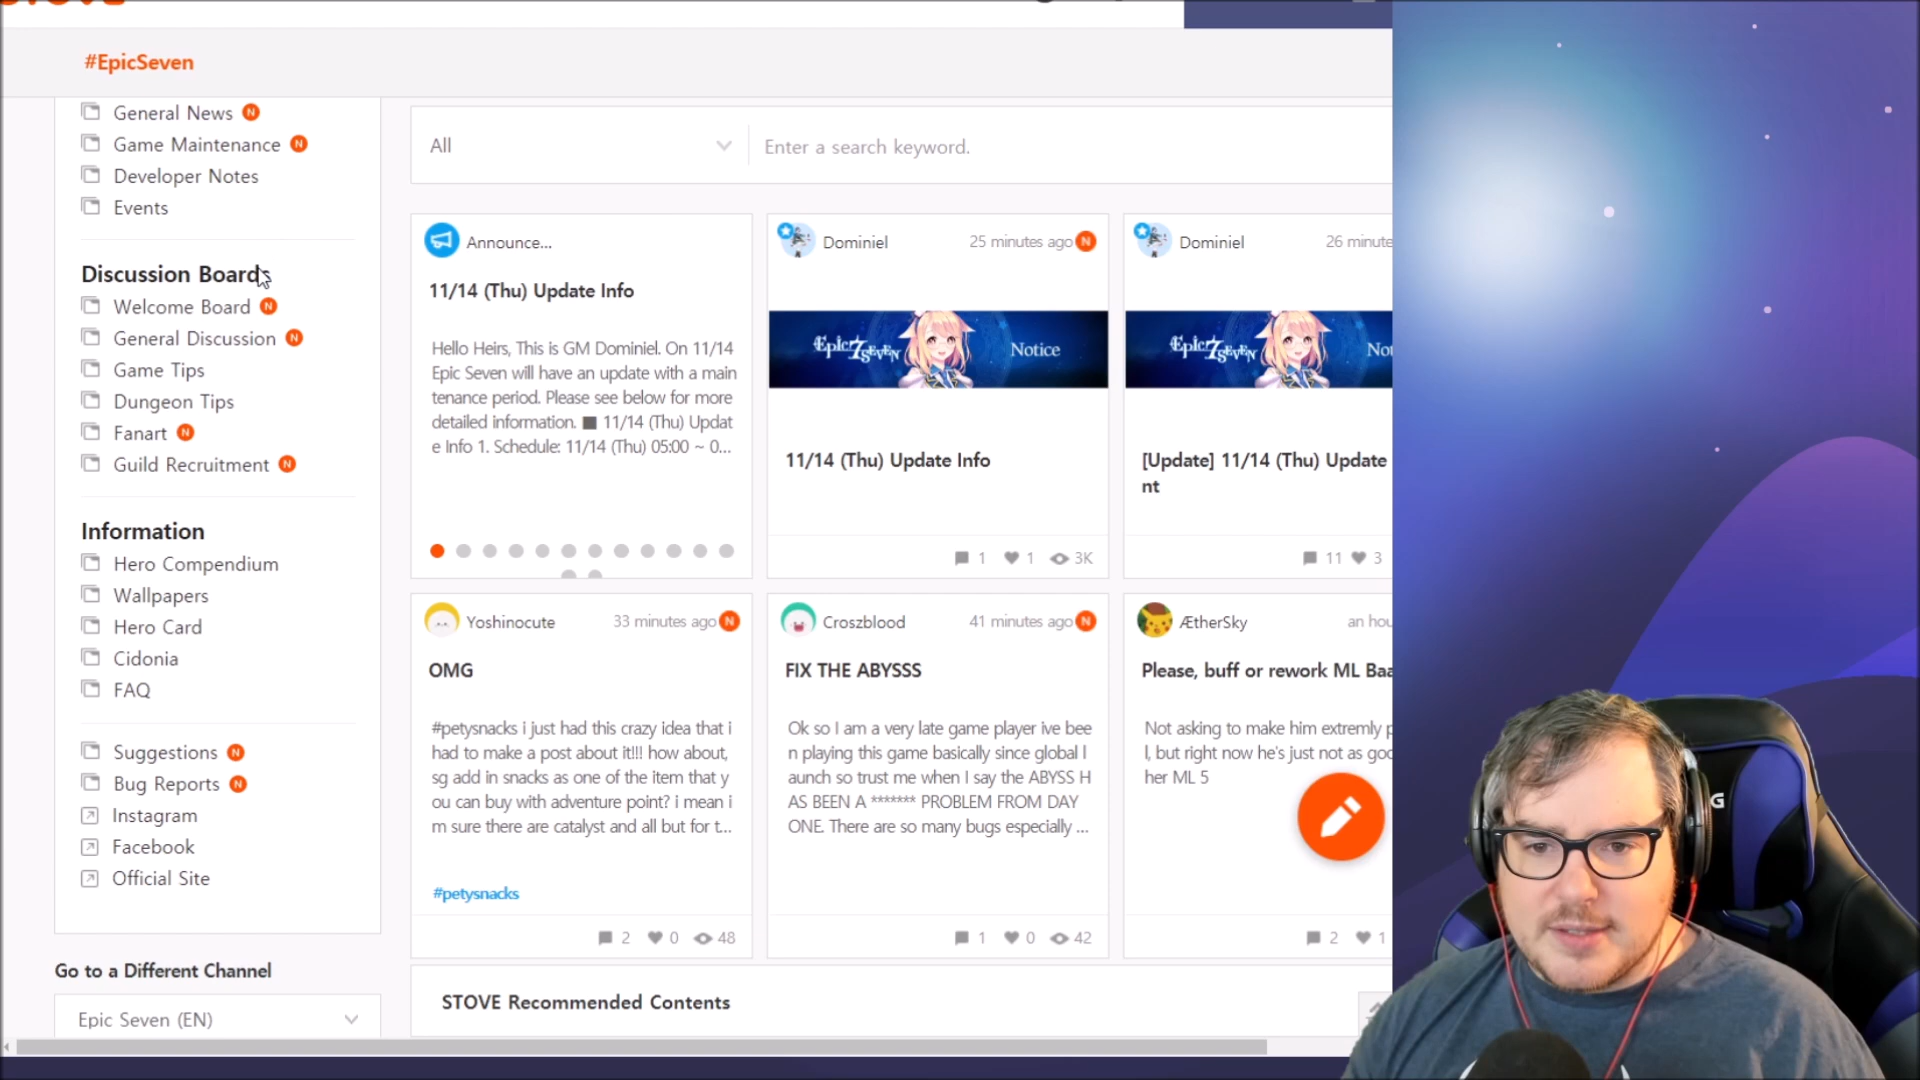 STOVE
#EpicSeven
General News N
Game Maintenance N
Developer Notes
Events
Discussion Boards
Welcome Board N
General Discussion N
Game Tips
Dungeon Tips
Fanart N
Guild Recruitment N
Information
Hero Compendium
Wallpapers
Hero Card
Cidonia
FAQ
Suggestions N
Bug Reports N
Instagram
Facebook
Official Site
Go to a Different Channel
Epic Seven (EN)
All
Enter a search keyword.
Announce...
11/14 (Thu) Update Info
Hello Heirs, This is GM Dominiel. On 11/14
Epic Seven will have an update with a main
tenance period. Please see below for more
detailed information. ■ 11/14 (Thu) Updat
e Info 1. Schedule: 11/14 (Thu) 05:00 ~ 0...
Dominiel 25 minutes ago N
Epic Seven Notice
11/14 (Thu) Update Info
1 1 3K
Dominiel 26 minute
Epic Seven Not
[Update] 11/14 (Thu) Update
nt
11 3
Yoshinocute 33 minutes ago N
OMG
#petysnacks i just had this crazy idea that i
had to make a post about it!!! how about,
sg add in snacks as one of the item that y
ou can buy with adventure point? i mean i
m sure there are catalyst and all but for t...
#petysnacks
2 0 48
Croszblood 41 minutes ago N
FIX THE ABYSSS
Ok so I am a very late game player ive bee
n playing this game basically since global l
aunch so trust me when I say the ABYSS H
AS BEEN A ******* PROBLEM FROM DAY
ONE. There are so many bugs especially ...
1 0 42
ÆtherSky an hou
Please, buff or rework ML Baa
Not asking to make him extremly p
l, but right now he's just not as goo
her ML 5
2 1
STOVE Recommended Contents
G